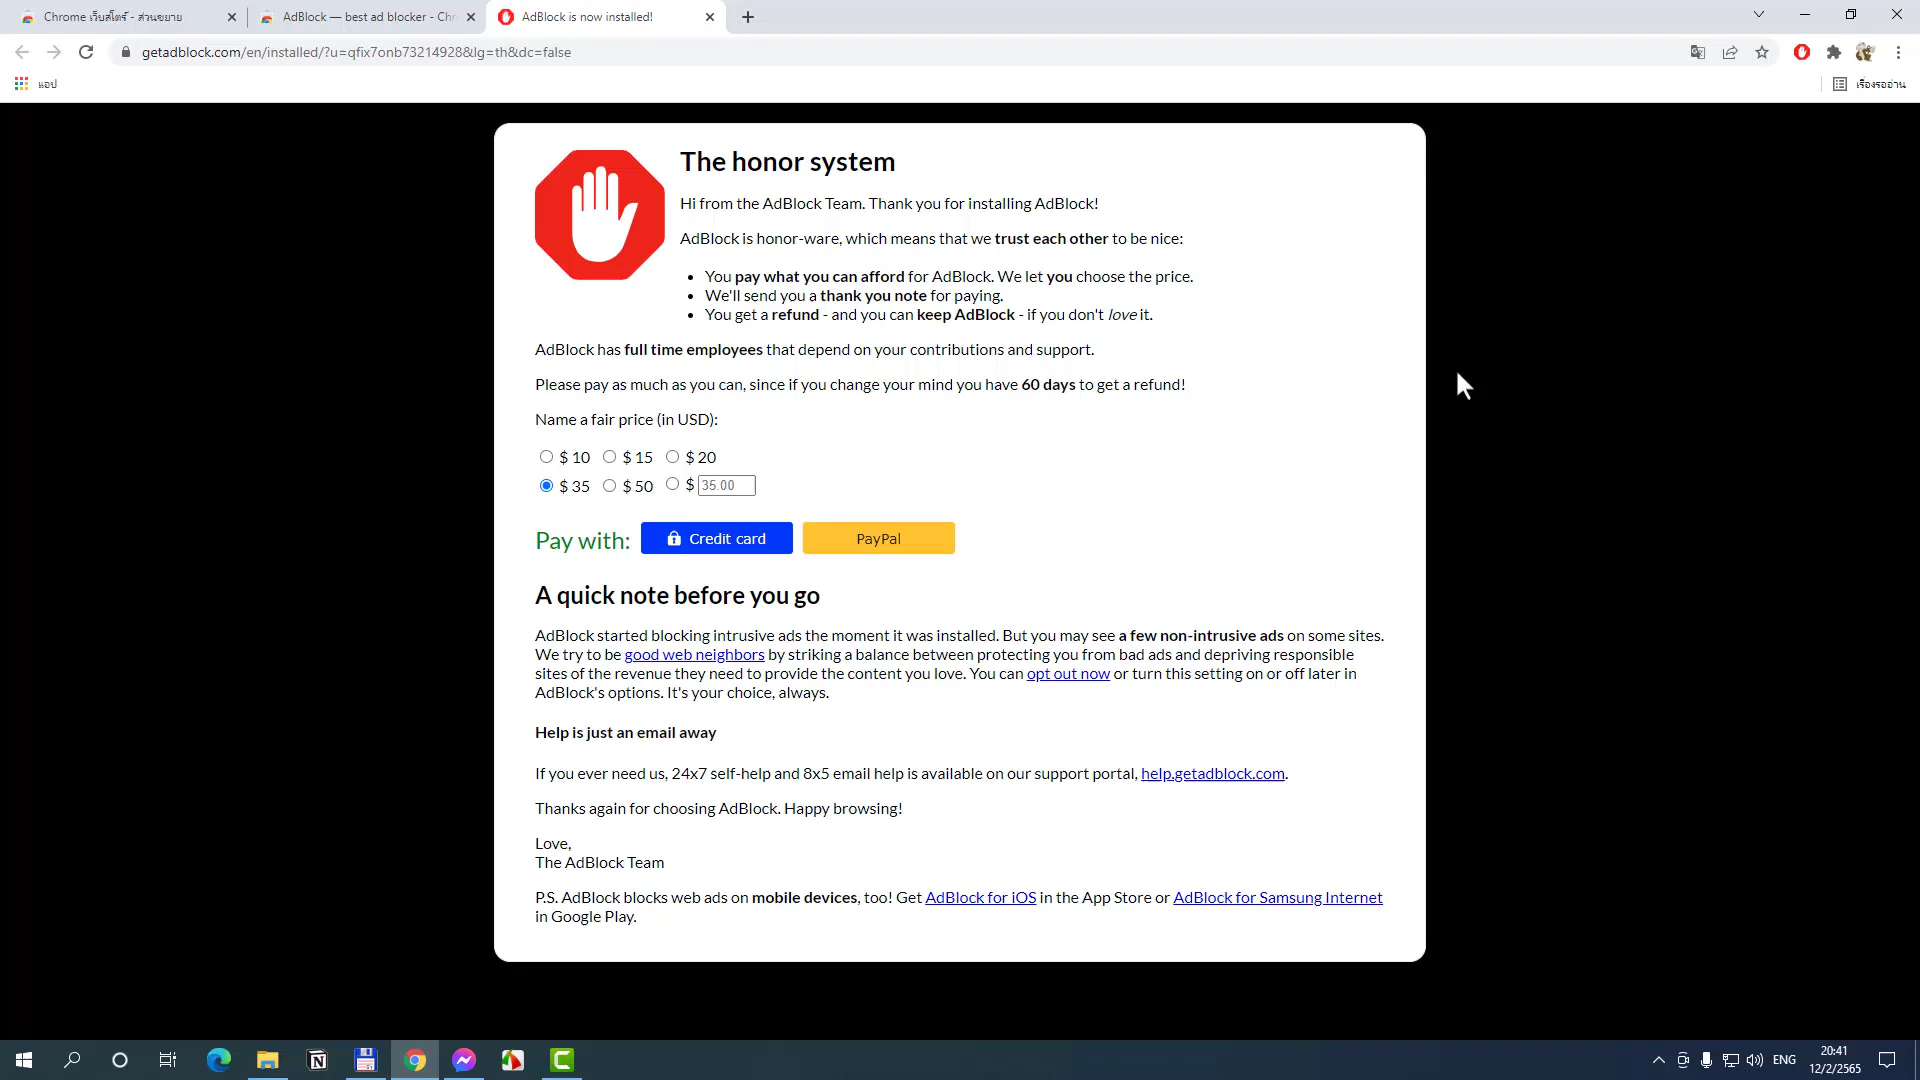 Chrome เว็บสโตร์ - ส่วนขยาย
AdBlock — best ad blocker - Chr
AdBlock is now installed!
getadblock.com/en/installed/?u=qfix7onb73214928&lg=th&dc=false
แอป
เรื่องรออ่าน
The honor system
Hi from the AdBlock Team. Thank you for installing AdBlock!
AdBlock is honor-ware, which means that we trust each other to be nice:
• You pay what you can afford for AdBlock. We let you choose the price.
• We'll send you a thank you note for paying.
• You get a refund - and you can keep AdBlock - if you don't love it.
AdBlock has full time employees that depend on your contributions and support.
Please pay as much as you can, since if you change your mind you have 60 days to get a refund!
Name a fair price (in USD):
$ 10 $ 15 $ 20
$ 35 $ 50 $ 35.00
Pay with: Credit card PayPal
A quick note before you go
AdBlock started blocking intrusive ads the moment it was installed. But you may see a few non-intrusive ads on some sites.
We try to be good web neighbors by striking a balance between protecting you from bad ads and depriving responsible
sites of the revenue they need to provide the content you love. You can opt out now or turn this setting on or off later in
AdBlock's options. It's your choice, always.
Help is just an email away
If you ever need us, 24x7 self-help and 8x5 email help is available on our support portal, help.getadblock.com.
Thanks again for choosing AdBlock. Happy browsing!
Love,
The AdBlock Team
P.S. AdBlock blocks web ads on mobile devices, too! Get AdBlock for iOS in the App Store or AdBlock for Samsung Internet
in Google Play.
ENG
20:41
12/2/2565